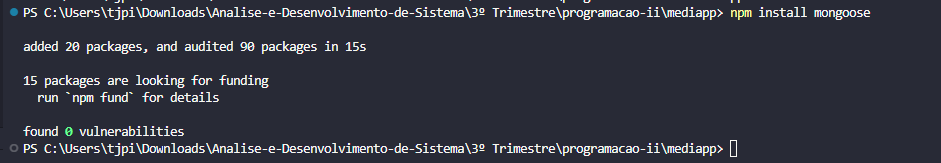 PS C:\Users\tjpi\Downloads\Analise-e-Desenvolvimento-de-Sistema\3º Trimestre\programacao-ii\mediapp> npm install mongoose
added 20 packages, and audited 90 packages in 15s
15 packages are looking for funding
  run `npm fund` for details
found 0 vulnerabilities
PS C:\Users\tjpi\Downloads\Analise-e-Desenvolvimento-de-Sistema\3º Trimestre\programacao-ii\mediapp>